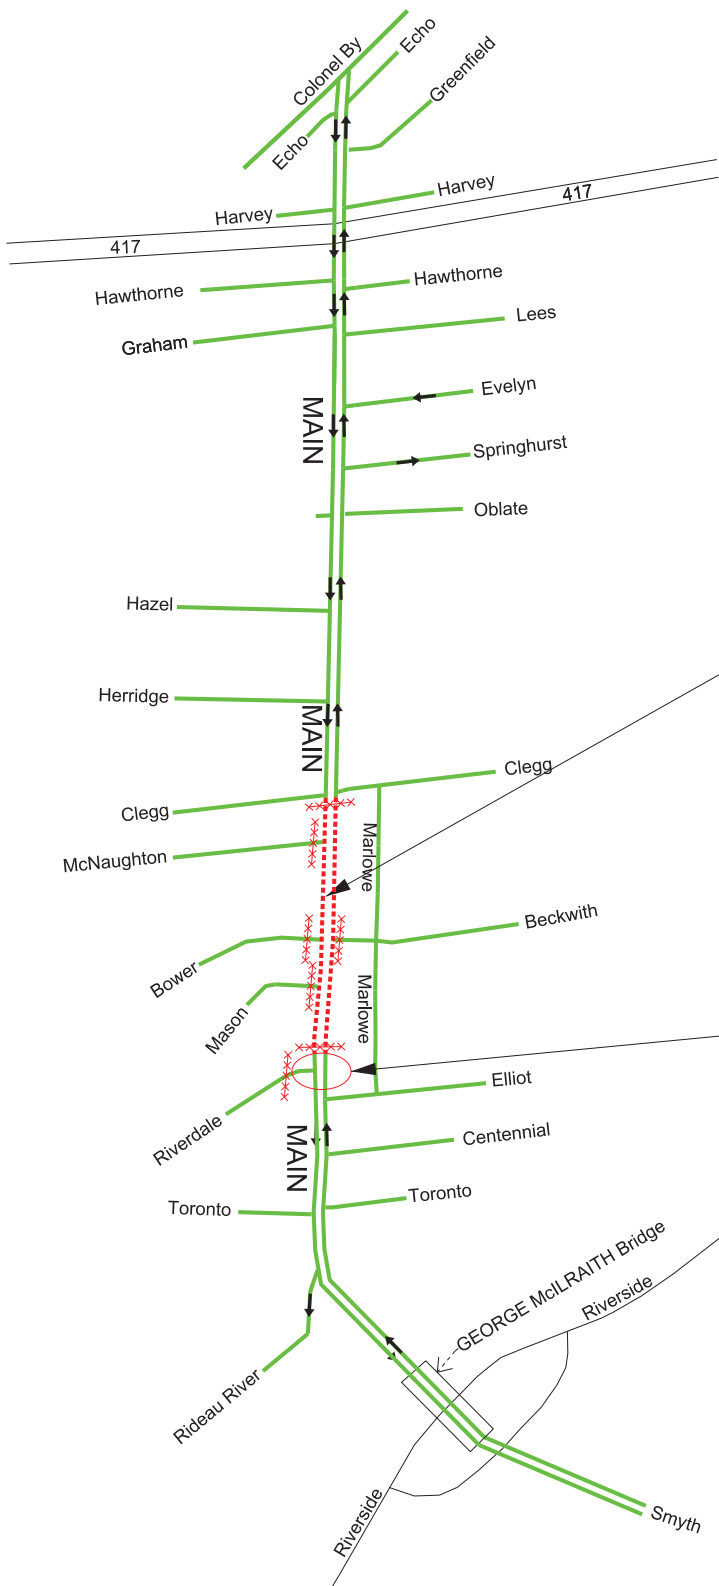 Echo
Colonel By
Greenfield
Echo
Harvey
Harvey
417
417
Hawthorne
Hawthorne
Lees
Graham
Evelyn
MAIN
Springhurst
Oblate
Hazel
Herridge
MAIN
Clegg
Clegg
McNaughton
Marlowe
Beckwith
Bower
Marlowe
Mason
Elliot
Riverdale
Centennial
MAIN
Toronto
Toronto
GEORGE McILRAITH Bridge
Riverside
Rideau River
Riverside
Smyth